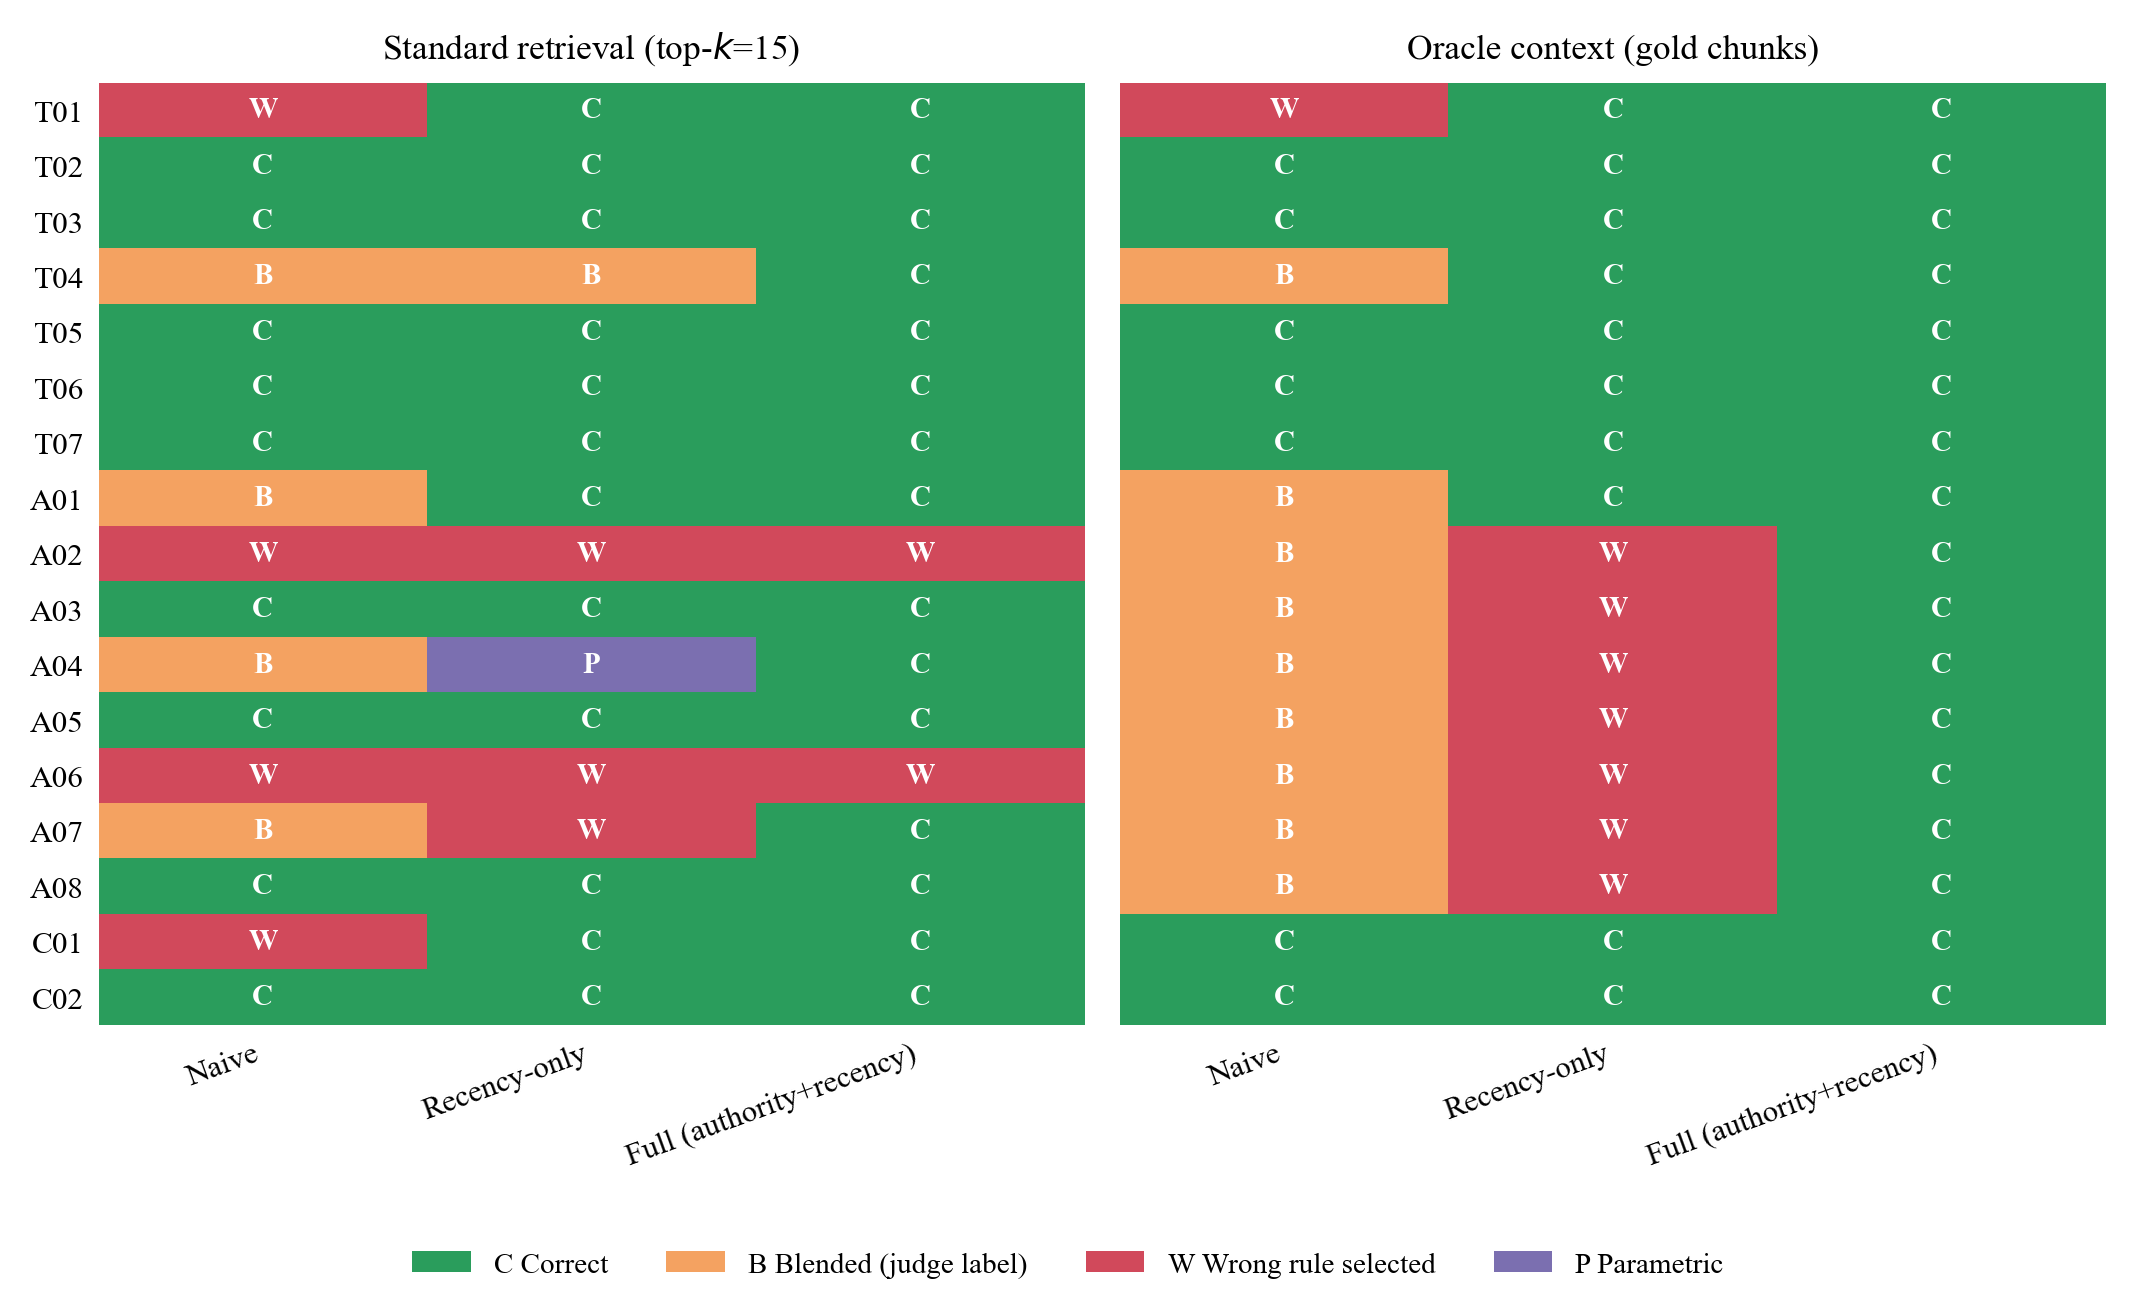 Standard retrieval (top-k=15) Oracle context (gold chunks)
T01 W C C W C C
T02 C C C C C C
T03 C C C C C C
T04 B B C B C C
T05 C C C C C C
T06 C C C C C C
T07 C C C C C C
A01 B C C B C C
A02 W W W B W C
A03 C C C B W C
A04 B P C B W C
A05 C C C B W C
A06 W W W B W C
A07 B W C B W C
A08 C C C B W C
C01 W C C C C C
C02 C C C C C C
Naive Recency-only Full (authority+recency) Naive Recency-only Full (authority+recency)
C Correct B Blended (judge label) W Wrong rule selected P Parametric